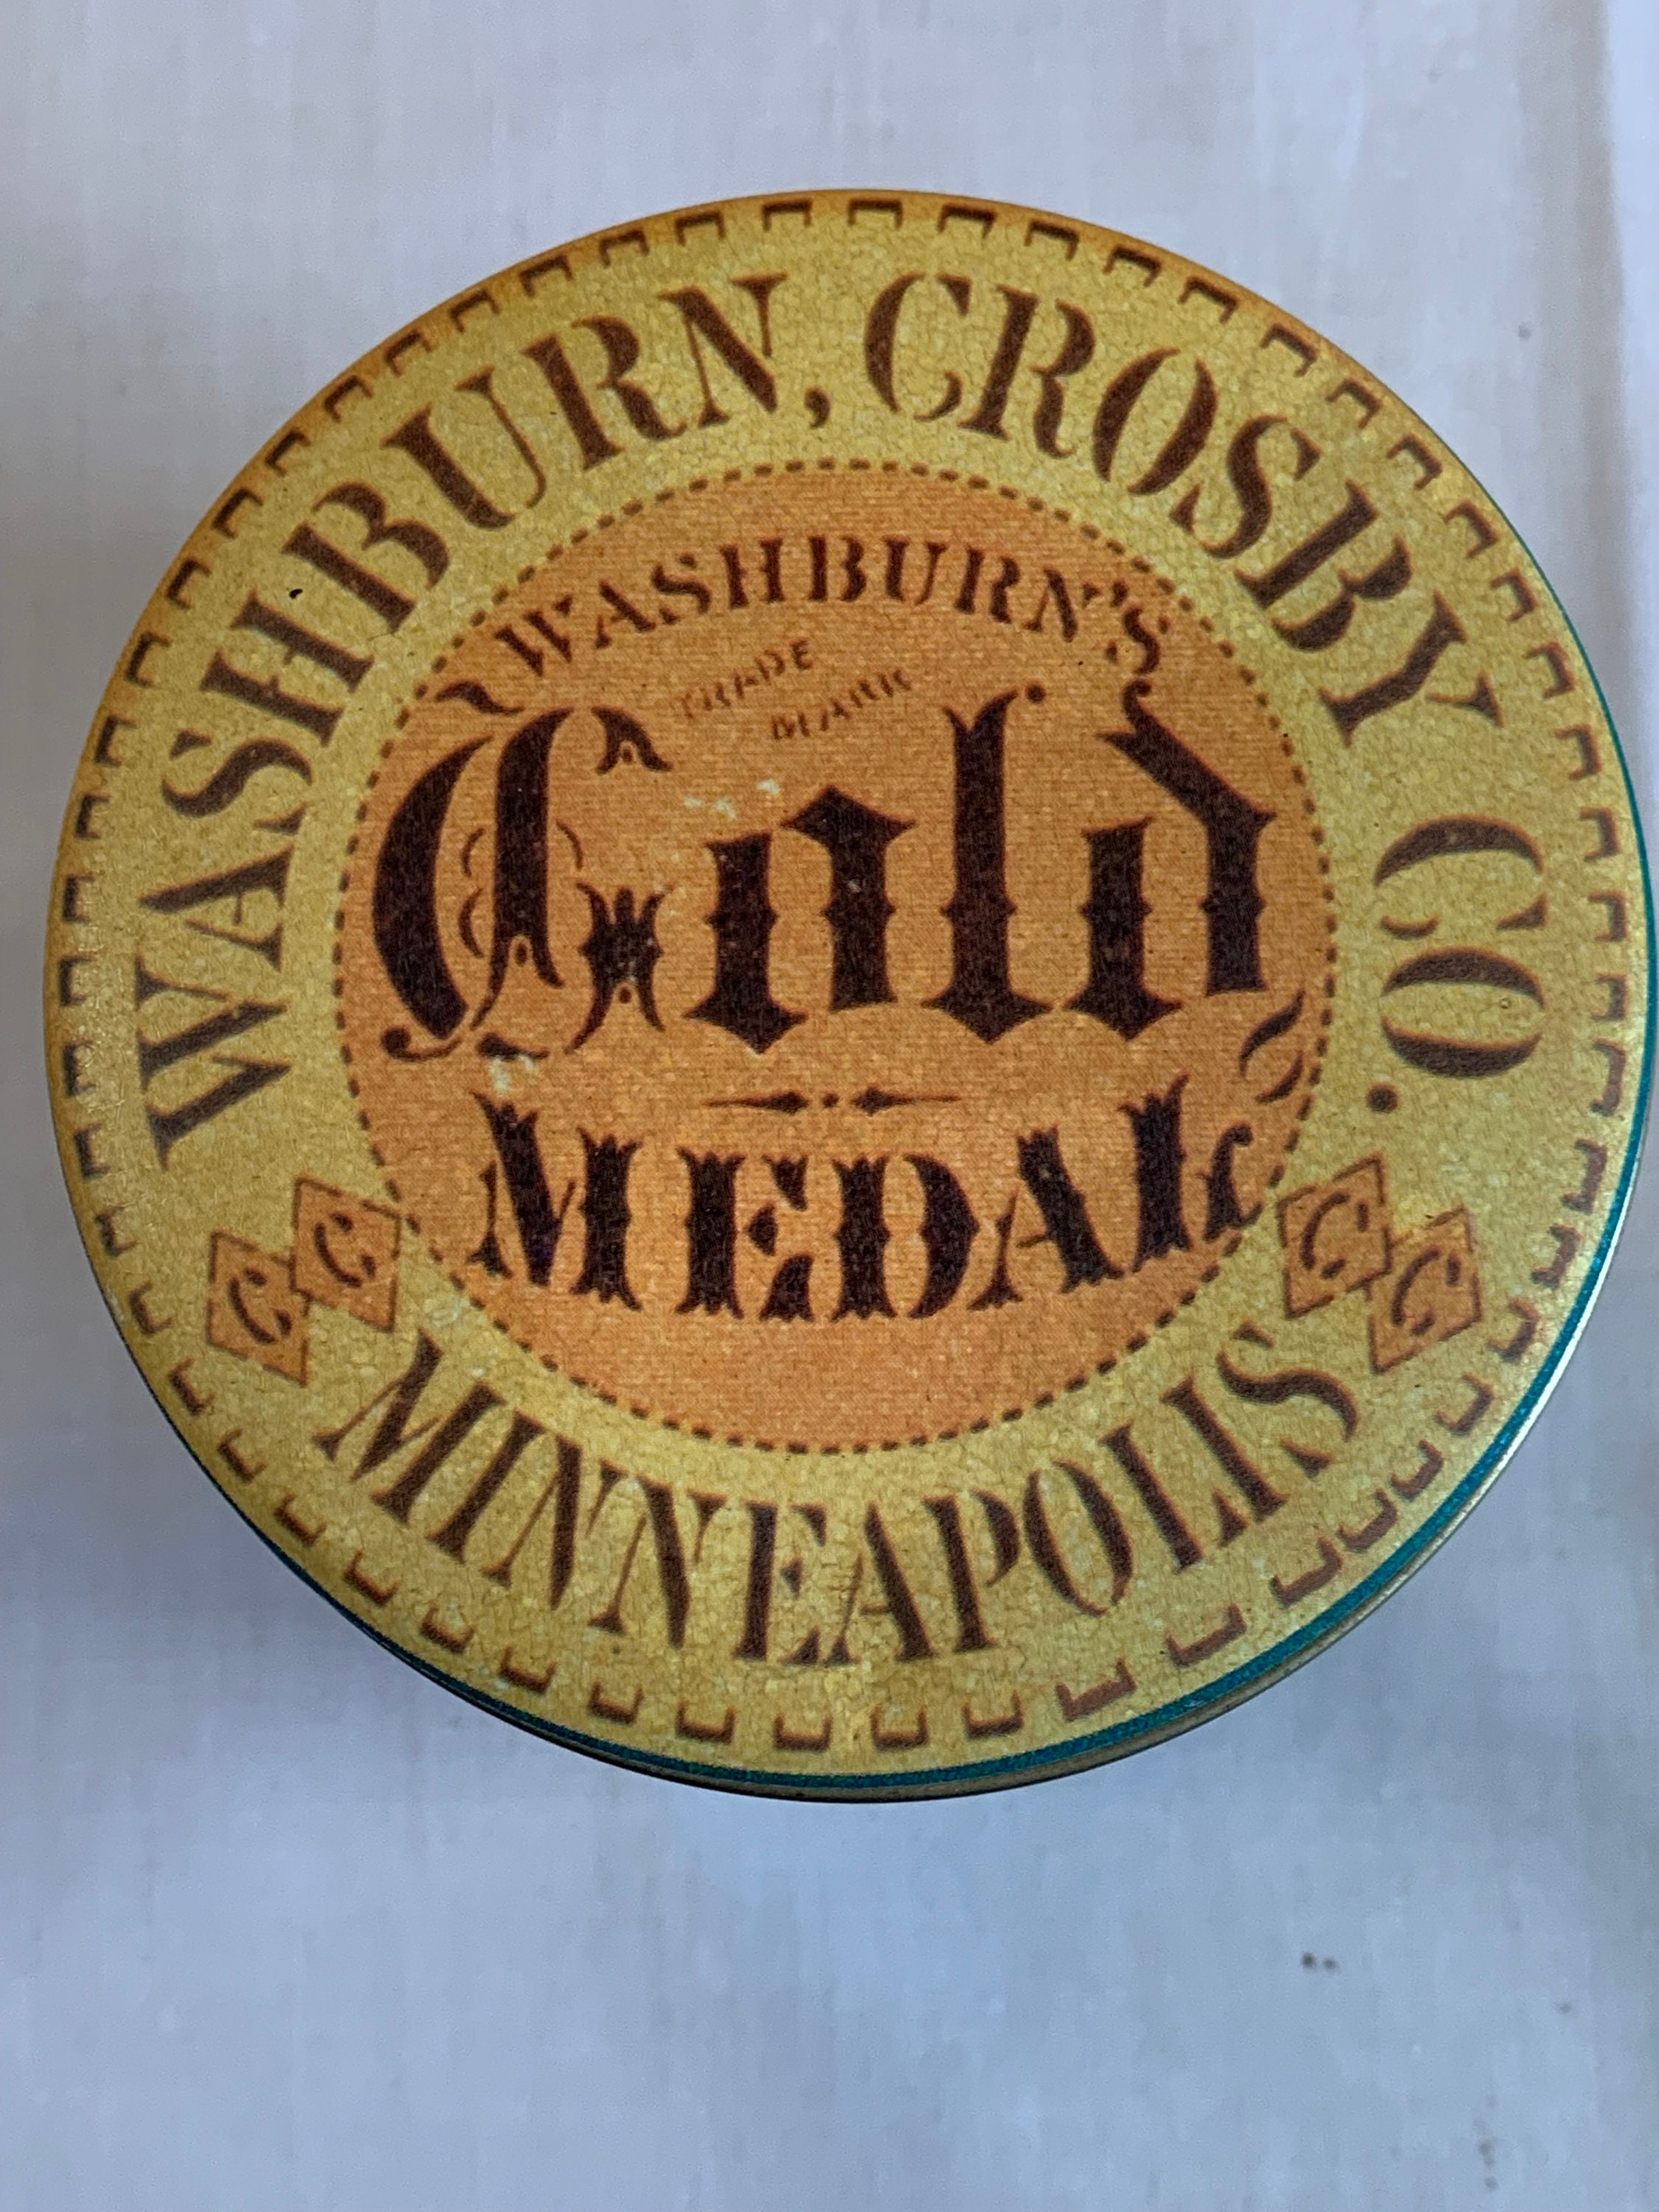 WASHBURN, CROSBY CO.
WASHBURN'S
TRADE
MARK
Gold
MEDAL
C C
C C
MINNEAPOLIS